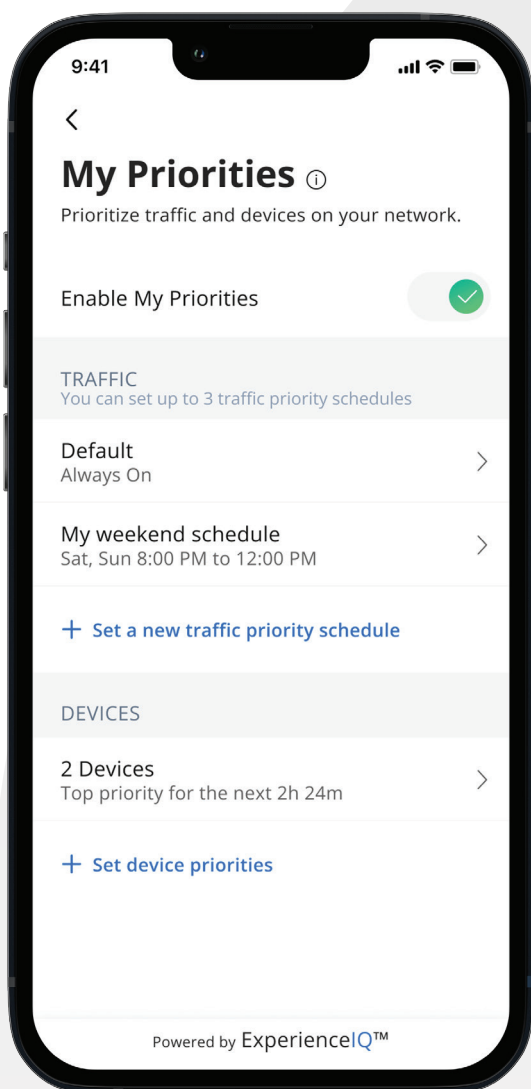 9:41
My Priorities
Prioritize traffic and devices on your network.
Enable My Priorities
TRAFFIC
You can set up to 3 traffic priority schedules
Default
Always On
My weekend schedule
Sat, Sun 8:00 PM to 12:00 PM
+ Set a new traffic priority schedule
DEVICES
2 Devices
Top priority for the next 2h 24m
+ Set device priorities
Powered by ExperienceIQ™